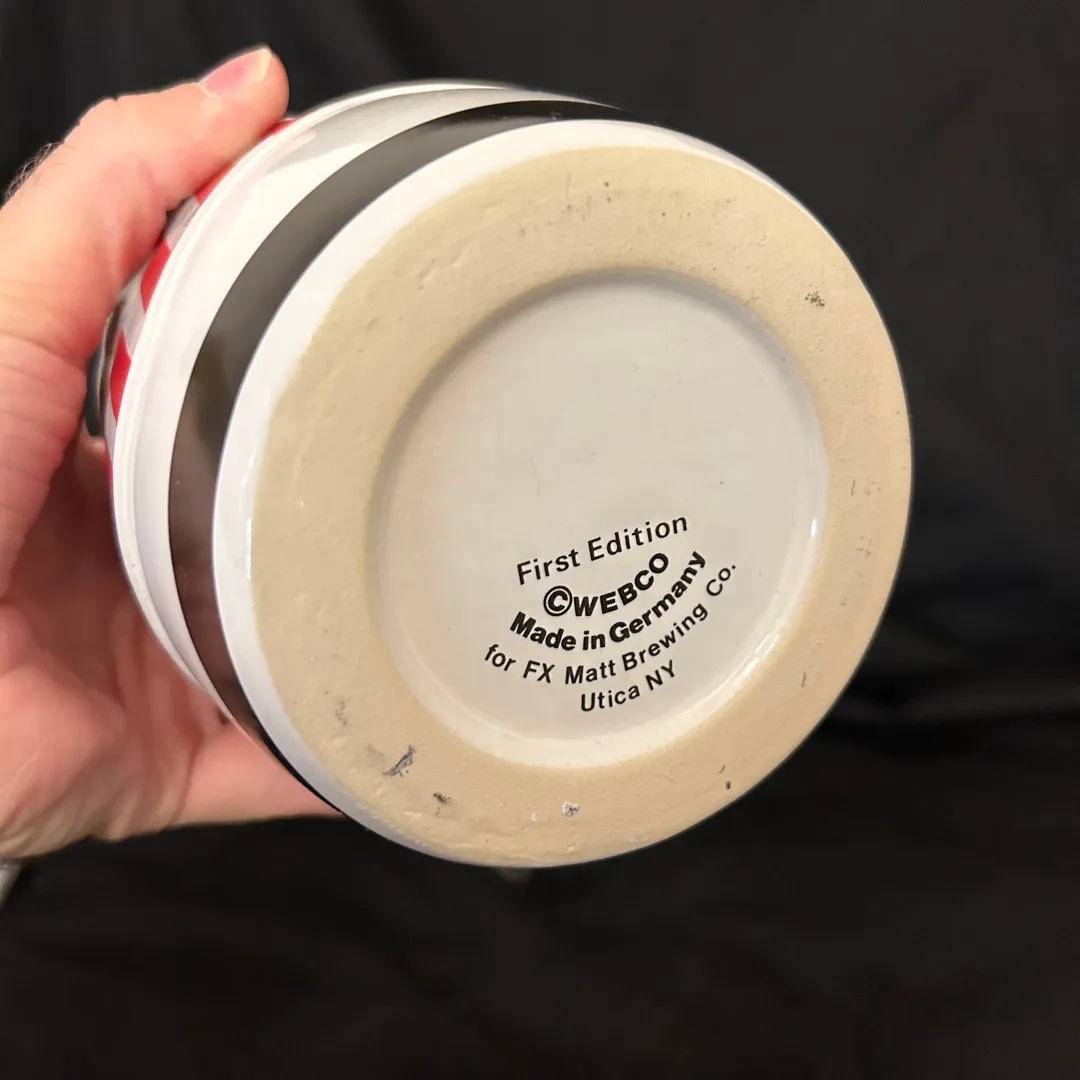 First Edition
©WEBCO
Made in Germany
for FX Matt Brewing Co.
Utica NY